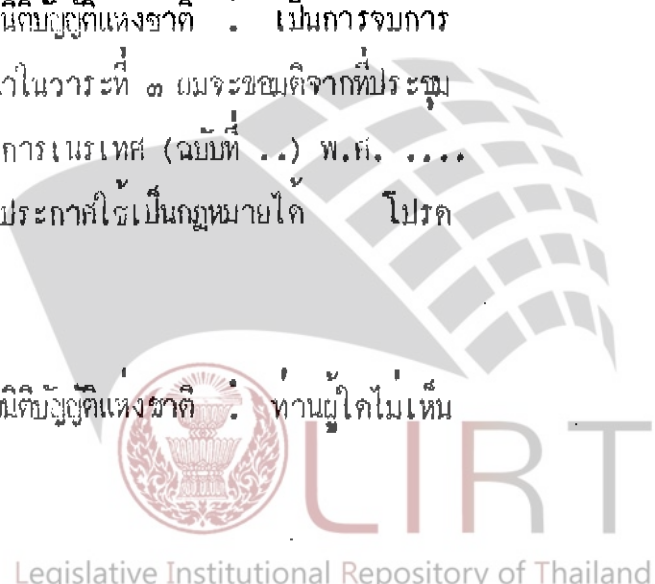 นิติบัญญัติแห่งชาติ : เป็นการจบการ
ในวาระที่ ๓ ผมจะขอมติจากที่ประชุม
การเนรเทศ (ฉบับที่ ..) พ.ศ. ....
ประกาศใช้เป็นกฎหมายได้ โปรด
นิติบัญญัติแห่งชาติ : ท่านผู้ใดไม่เห็น
LIRT
Legislative Institutional Repository of Thailand